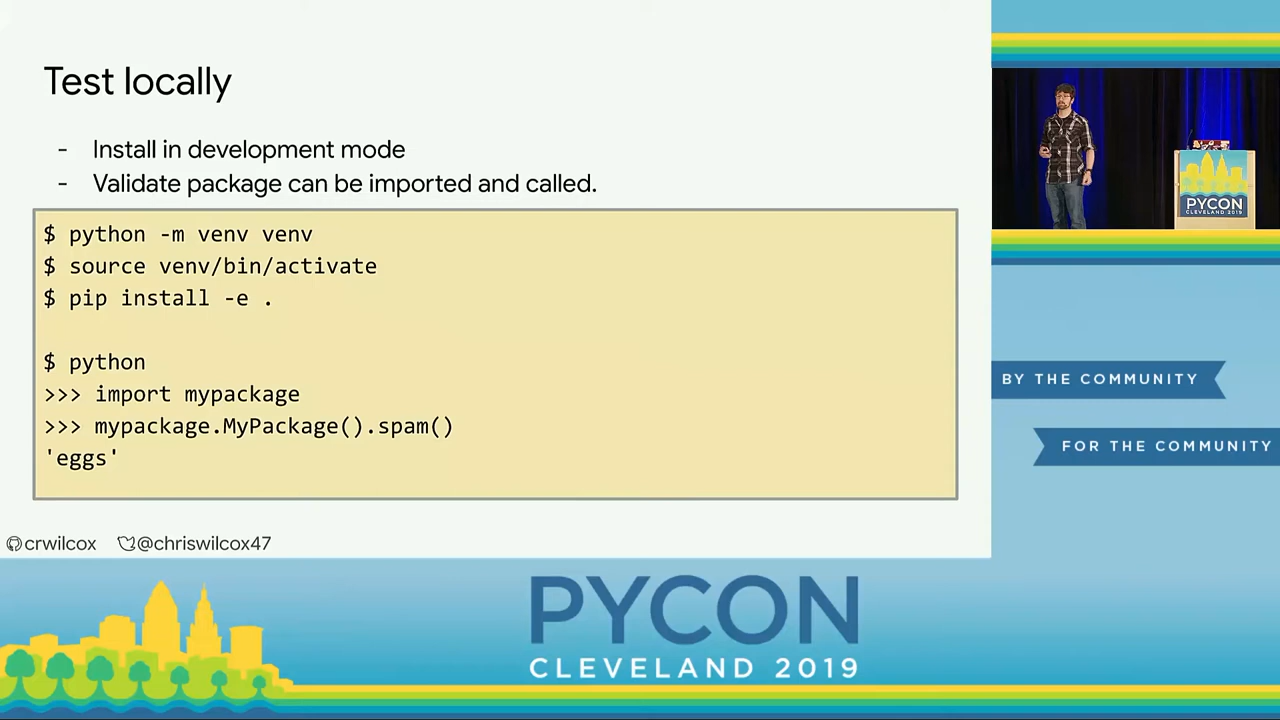 Test locally
- Install in development mode
- Validate package can be imported and called.
$ python -m venv venv
$ source venv/bin/activate
$ pip install -e .
$ python
>>> import mypackage
>>> mypackage.MyPackage().spam()
'eggs'
crwilcox @chriswilcox47
PYCON
CLEVELAND 2019
BY THE COMMUNITY
FOR THE COMMUNITY
PYCON
CLEVELAND 2019